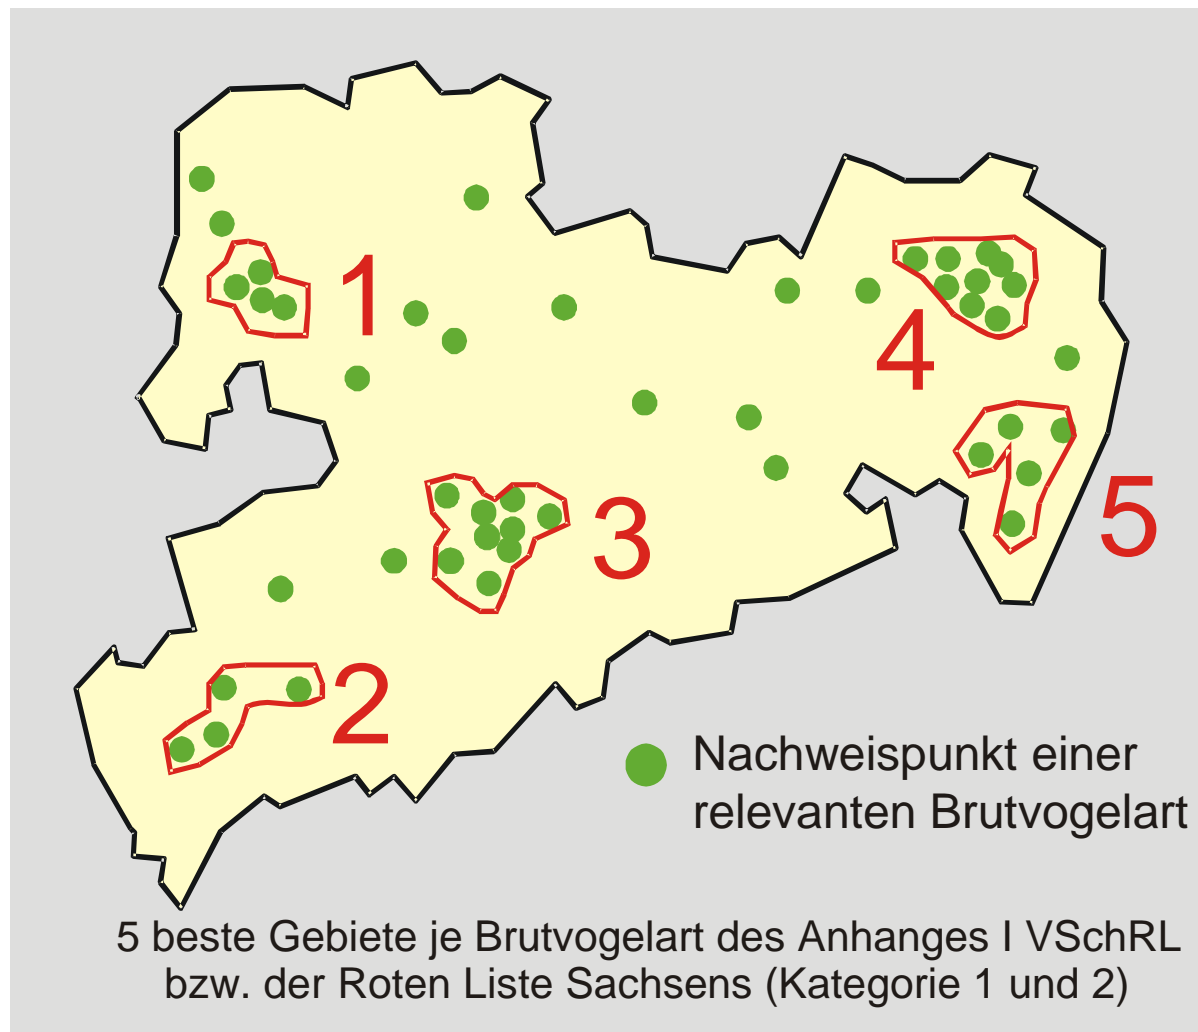 1
4
5
3
2
Nachweispunkt einer
relevanten Brutvogelart
5 beste Gebiete je Brutvogelart des Anhanges I VSchRL
bzw. der Roten Liste Sachsens (Kategorie 1 und 2)